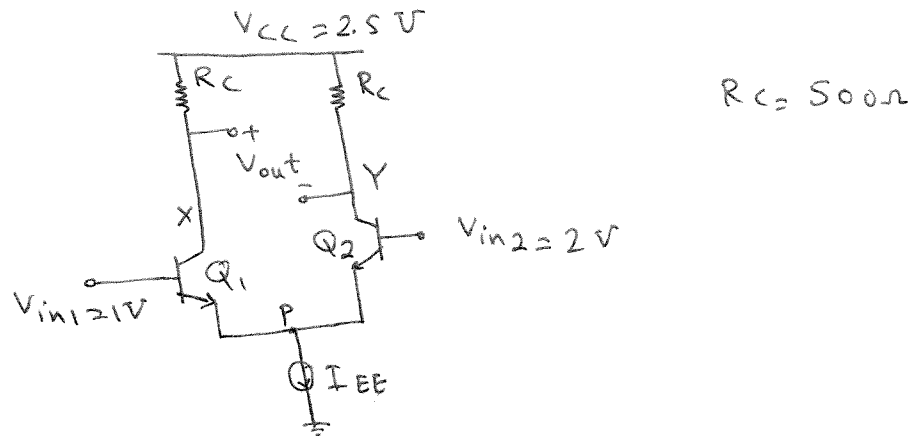 VCC = 2.5 V
RC
RC
RC = 500Ω
+
Vout
Y
-
X
Q1
Q2
Vin2 = 2 V
Vin1 = 1V
P
IEE